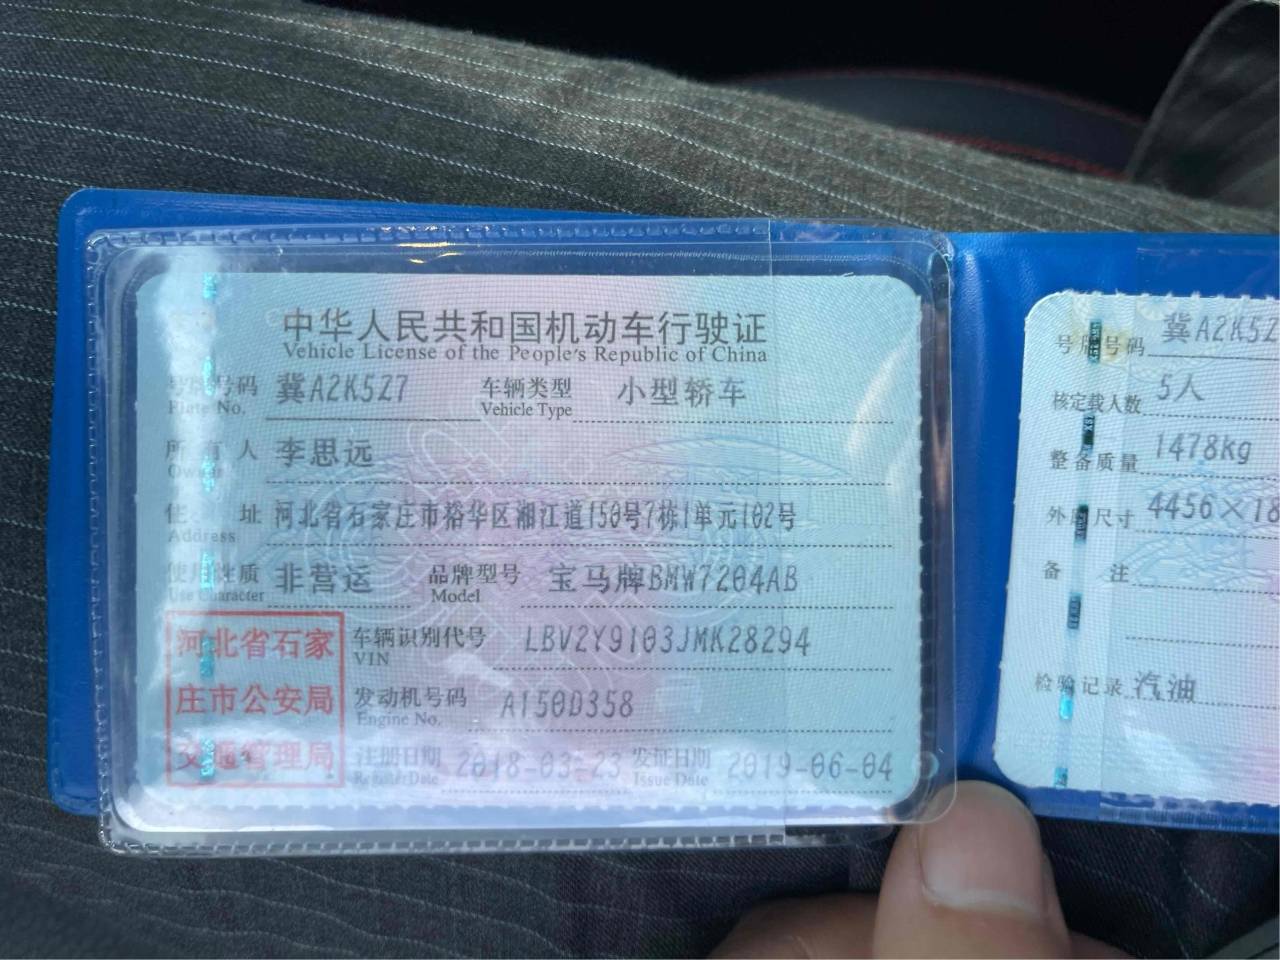 中华人民共和国机动车行驶证
Vehicle License of the People's Republic of China
号牌号码 冀A2K5Z7 车辆类型 小型轿车
Plate No. Vehicle Type
所有人 李思远
Owner
住址 河北省石家庄市裕华区湘江道150号7栋1单元102号
Address
使用性质 非营运 品牌型号 宝马牌BMW7204AB
Use Character Model
河北省石家
庄市公安局
交通管理局
车辆识别代号 LBV2Y9103JMK28294
VIN
发动机号码 A150D358
Engine No.
注册日期 2018-03-23 发证日期 2019-06-04
Register Date Issue Date
号牌号码 冀A2K5Z
核定载人数 5人
整备质量 1478kg
外廓尺寸 4456×18
备注
检验记录 汽油